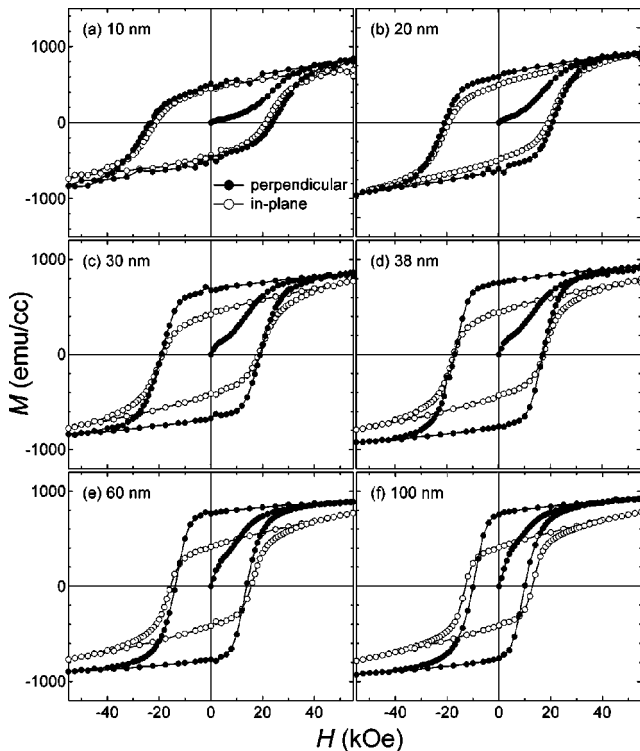 (a) 10 nm
(b) 20 nm
1000
0
-1000
perpendicular
in-plane
(c) 30 nm
(d) 38 nm
1000
0
-1000
M (emu/cc)
(e) 60 nm
(f) 100 nm
1000
0
-1000
-40 -20 0 20 40
-40 -20 0 20 40
H (kOe)